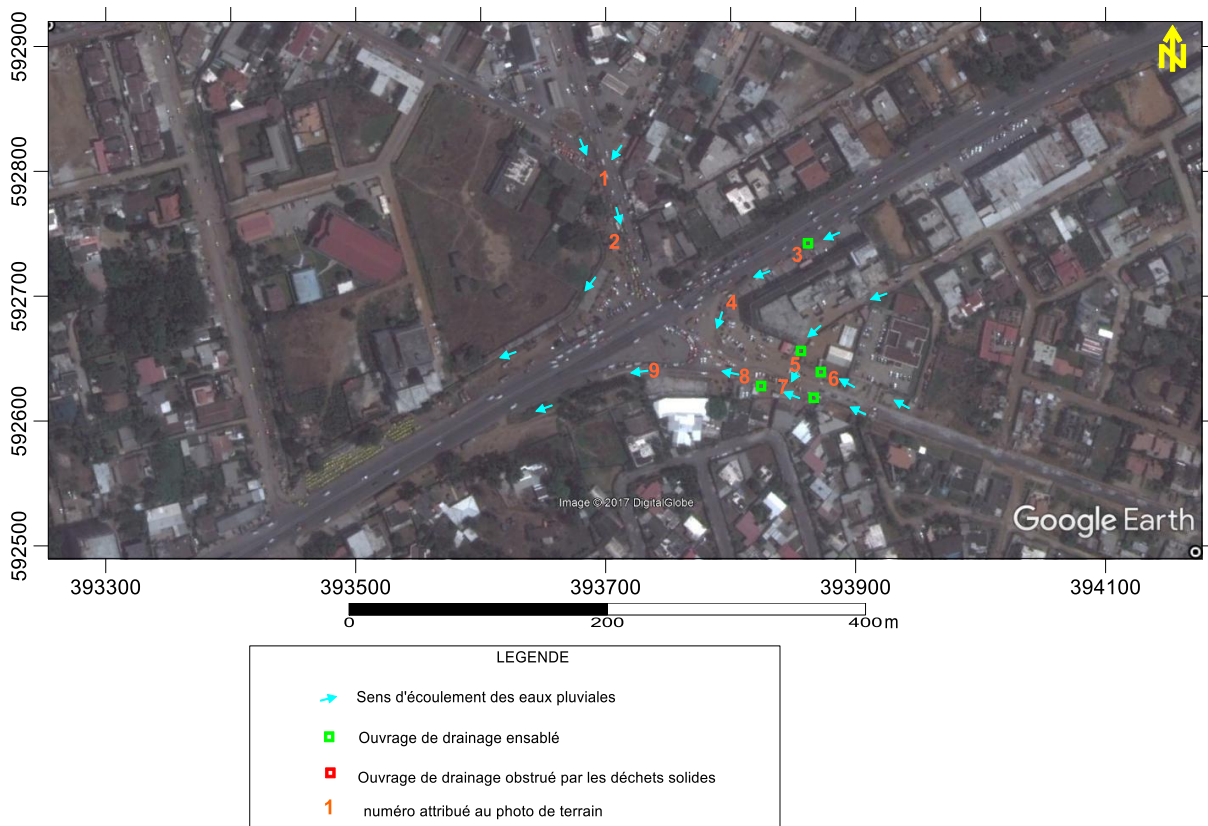 592900
592800
592700
592600
592500
N
1
2
3
4
5
6
7
8
9
Image © 2017 DigitalGlobe
Google Earth
393300 393500 393700 393900 394100
0 200 400 m
LEGENDE
Sens d'écoulement des eaux pluviales
Ouvrage de drainage ensablé
Ouvrage de drainage obstrué par les déchets solides
1 numéro attribué au photo de terrain